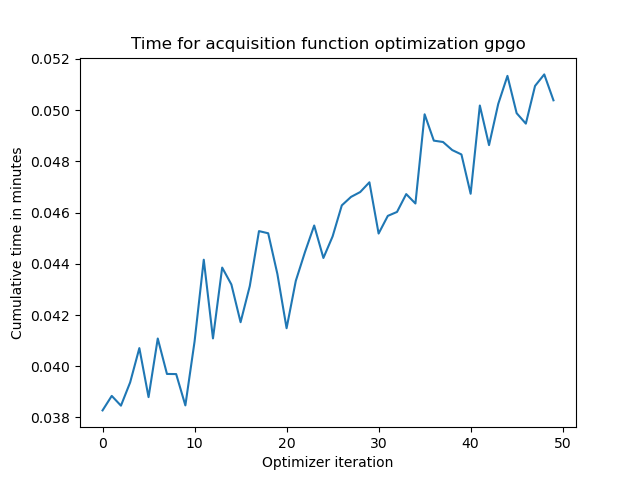 Time for acquisition function optimization gpgo
0.052
0.050
0.048
0.046
0.044
0.042
0.040
0.038
Cumulative time in minutes
0 10 20 30 40 50
Optimizer iteration